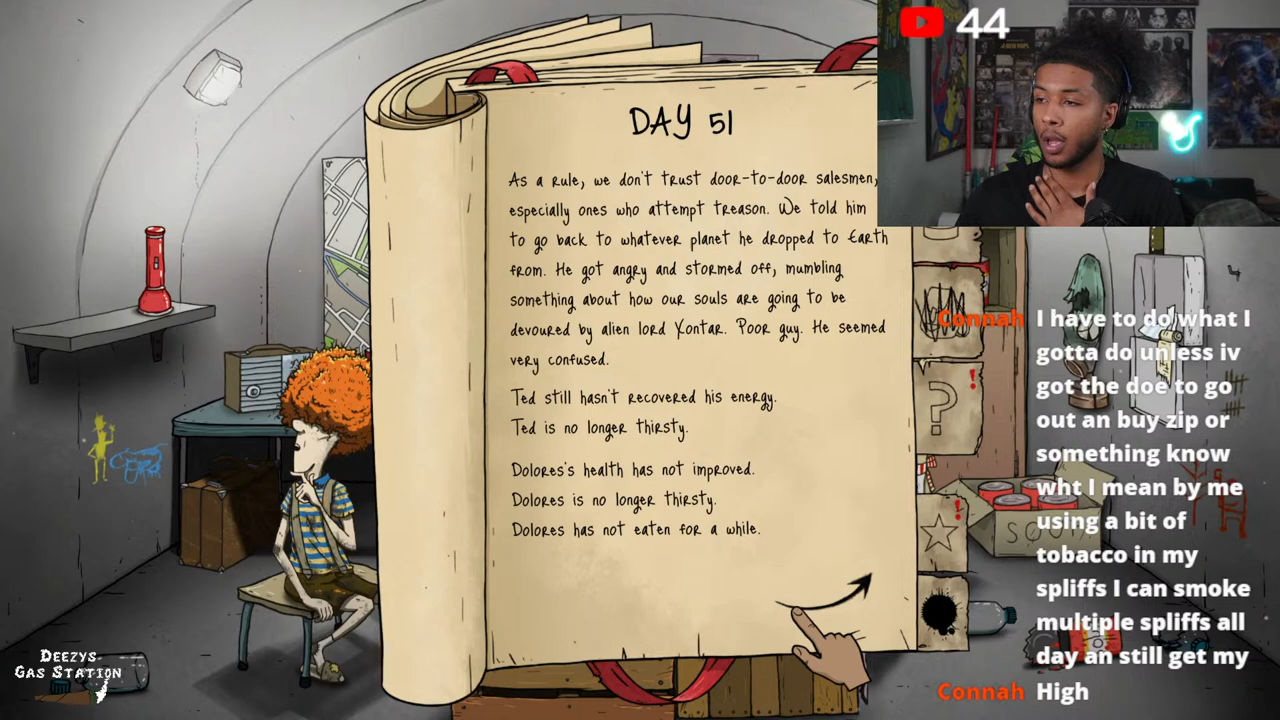 44
DAY 51
As a rule, we don't trust door-to-door salesmen,
especially ones who attempt treason. We told him
to go back to whatever planet he dropped to Earth
from. He got angry and stormed off, mumbling
something about how our souls are going to be
devoured by alien lord Xontar. Poor guy. He seemed
very confused.
Ted still hasn't recovered his energy.
Ted is no longer thirsty.
Dolores's health has not improved.
Dolores is no longer thirsty.
Dolores has not eaten for a while.
?
!
!
SOUP
Connah I have to do what I
gotta do unless iv
got the doe to go
out an buy zip or
something know
wht I mean by me
using a bit of
tobacco in my
spliffs I can smoke
multiple spliffs all
day an still get my
Connah High
DEEZYS
GAS STATION